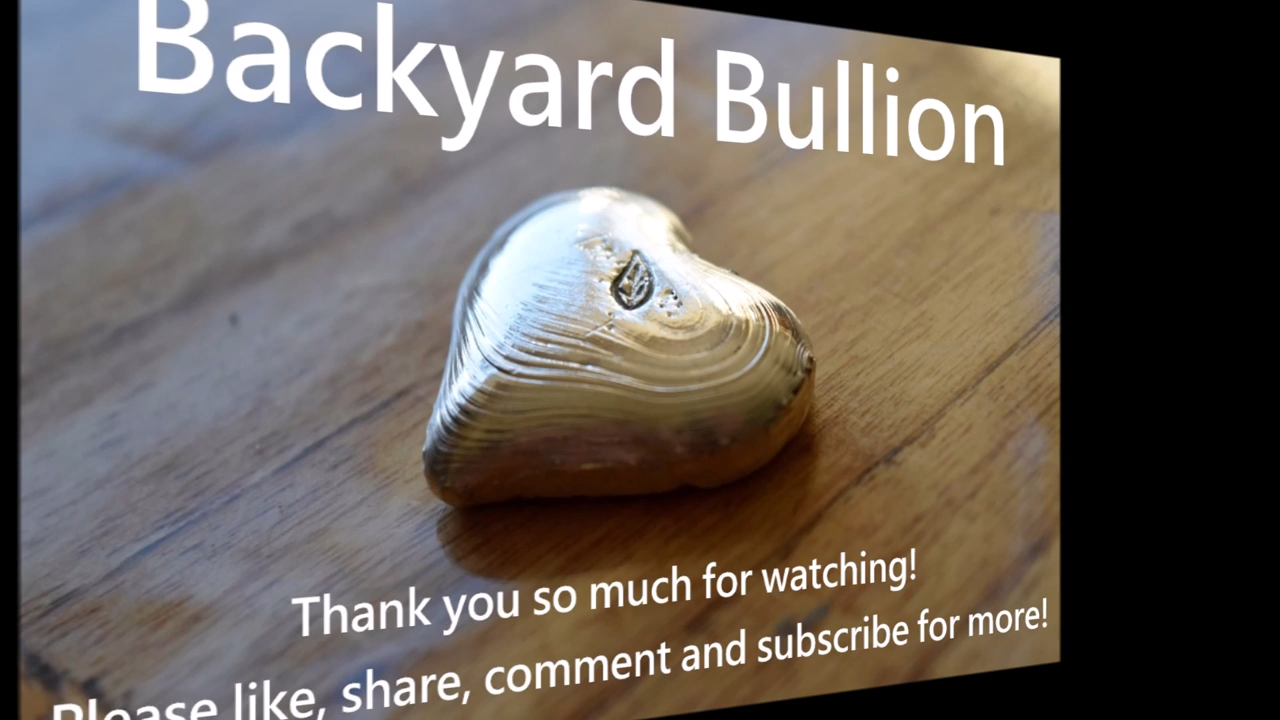 Backyard Bullion
Thank you so much for watching!
Please like, share, comment and subscribe for more!